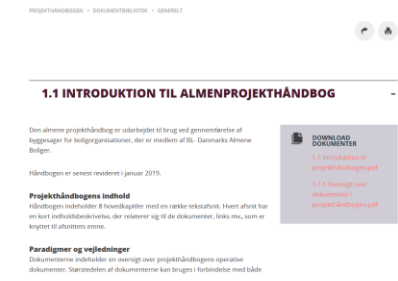 PROJEKTHÅNDBOGEN > DOKUMENTBIBLIOTEK > GENERELT
1.1 INTRODUKTION TIL ALMENPROJEKTHÅNDBOG
Den almene projekthåndbog er udarbejdet til brug ved gennemførelse af
byggesager for boligorganisationer, der er medlem af BL- Danmarks Almene
Boliger.
Håndbogen er senest revideret i januar 2019.
Projekthåndbogens indhold
Håndbogen indeholder 8 hovedkapitler med en række tekstafsnit. Hvert afsnit har
en kort indholdsbeskrivelse, der relaterer sig til de dokumenter, links mv., som er
knyttet til afsnittets emne.
Paradigmer og vejledninger
Dokumenterne indeholder en oversigt over projekthåndbogens operative
dokumenter. Størstedelen af dokumenterne kan bruges i forbindelse med både
DOWNLOAD
DOKUMENTER
1.1 Introduktion til
projekthåndbogen.pdf
1.1.1 Oversigt over
dokumenter i
projekthåndbogen.pdf